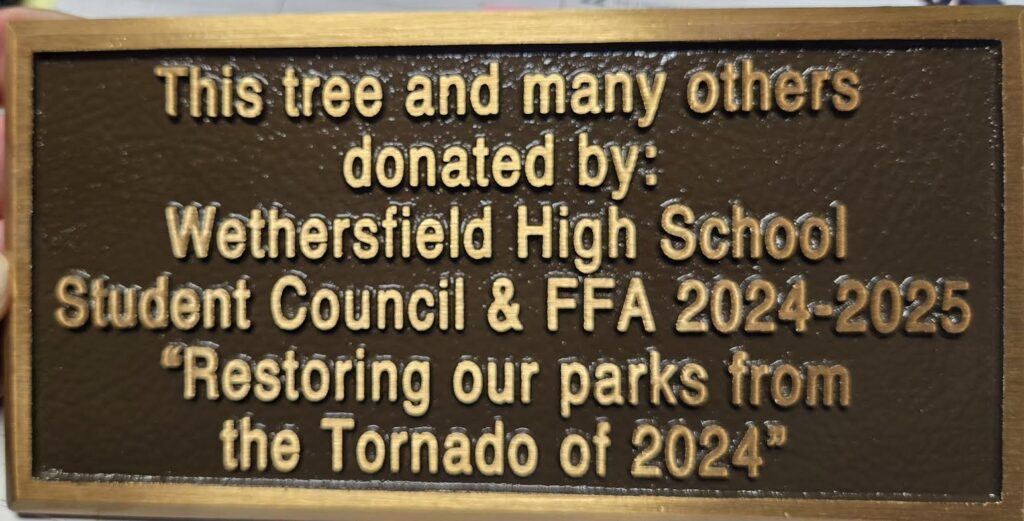 This tree and many others
donated by:
Wethersfield High School
Student Council & FFA 2024-2025
“Restoring our parks from
the Tornado of 2024”